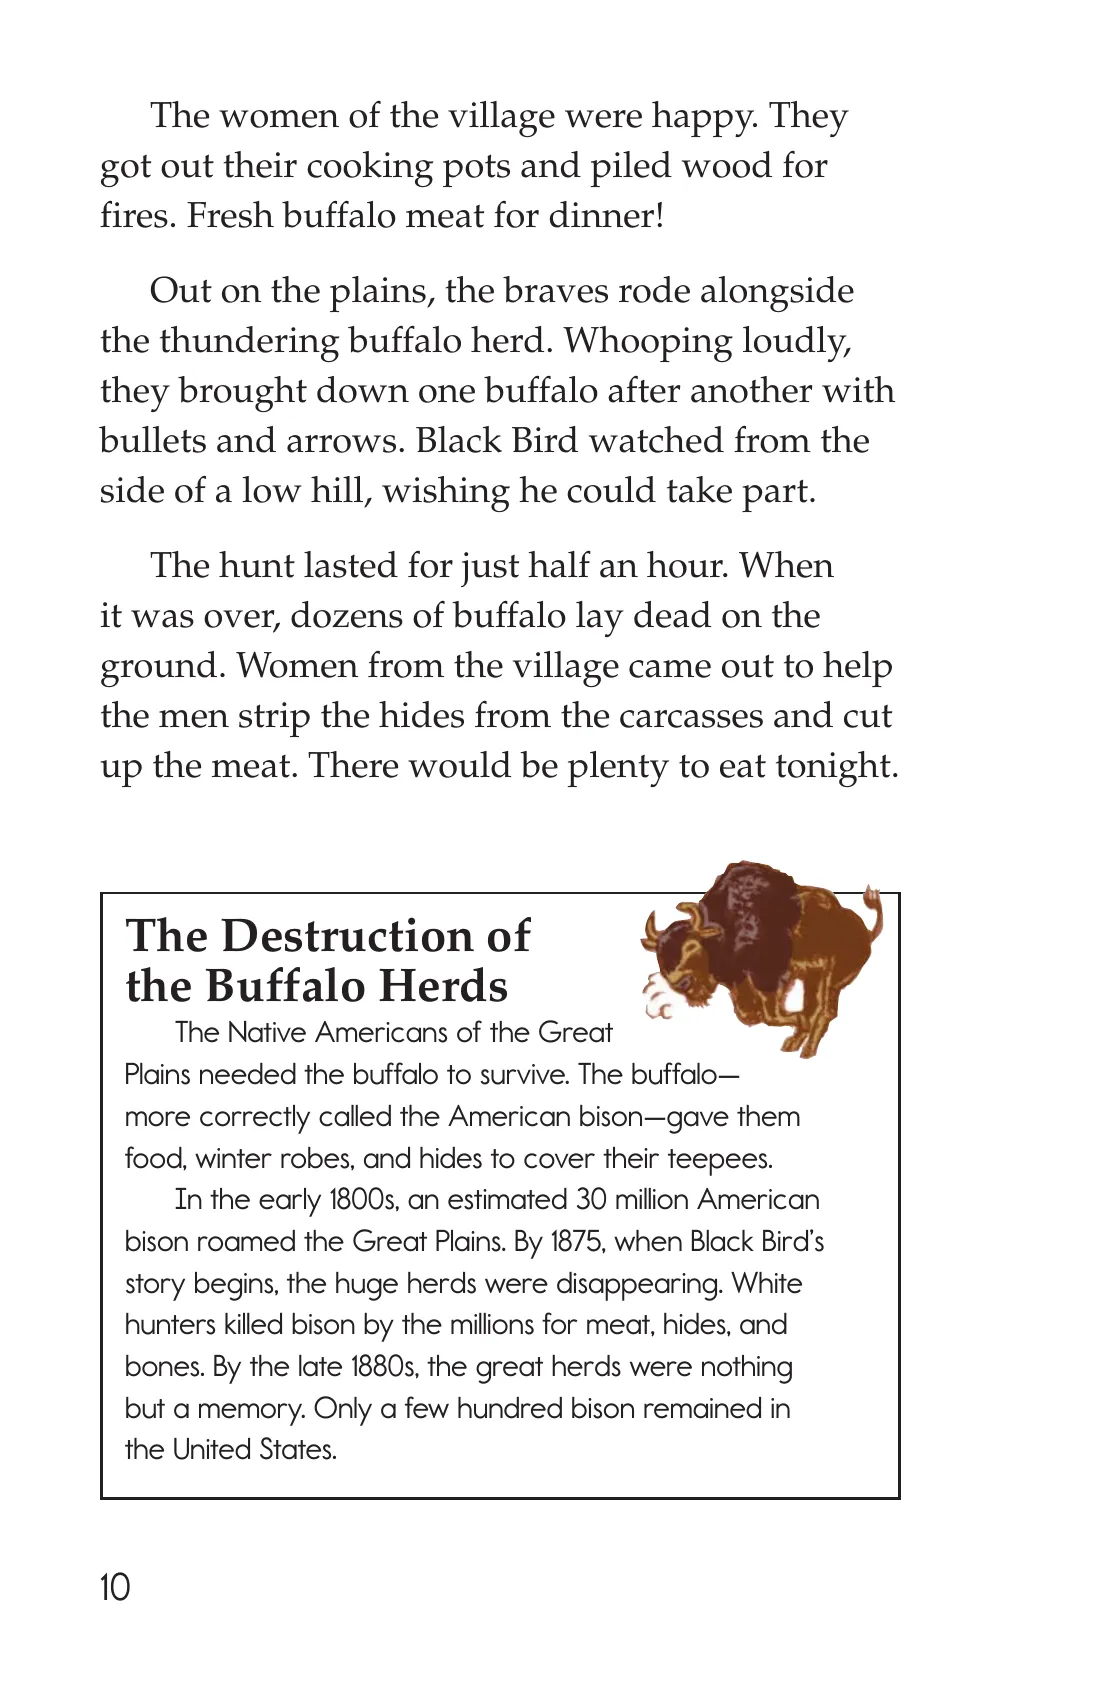 The women of the village were happy. They
got out their cooking pots and piled wood for
fires. Fresh buffalo meat for dinner!
Out on the plains, the braves rode alongside
the thundering buffalo herd. Whooping loudly,
they brought down one buffalo after another with
bullets and arrows. Black Bird watched from the
side of a low hill, wishing he could take part.
The hunt lasted for just half an hour. When
it was over, dozens of buffalo lay dead on the
ground. Women from the village came out to help
the men strip the hides from the carcasses and cut
up the meat. There would be plenty to eat tonight.
The Destruction of
the Buffalo Herds
The Native Americans of the Great
Plains needed the buffalo to survive. The buffalo—
more correctly called the American bison—gave them
food, winter robes, and hides to cover their teepees.
In the early 1800s, an estimated 30 million American
bison roamed the Great Plains. By 1875, when Black Bird's
story begins, the huge herds were disappearing. White
hunters killed bison by the millions for meat, hides, and
bones. By the late 1880s, the great herds were nothing
but a memory. Only a few hundred bison remained in
the United States.
10